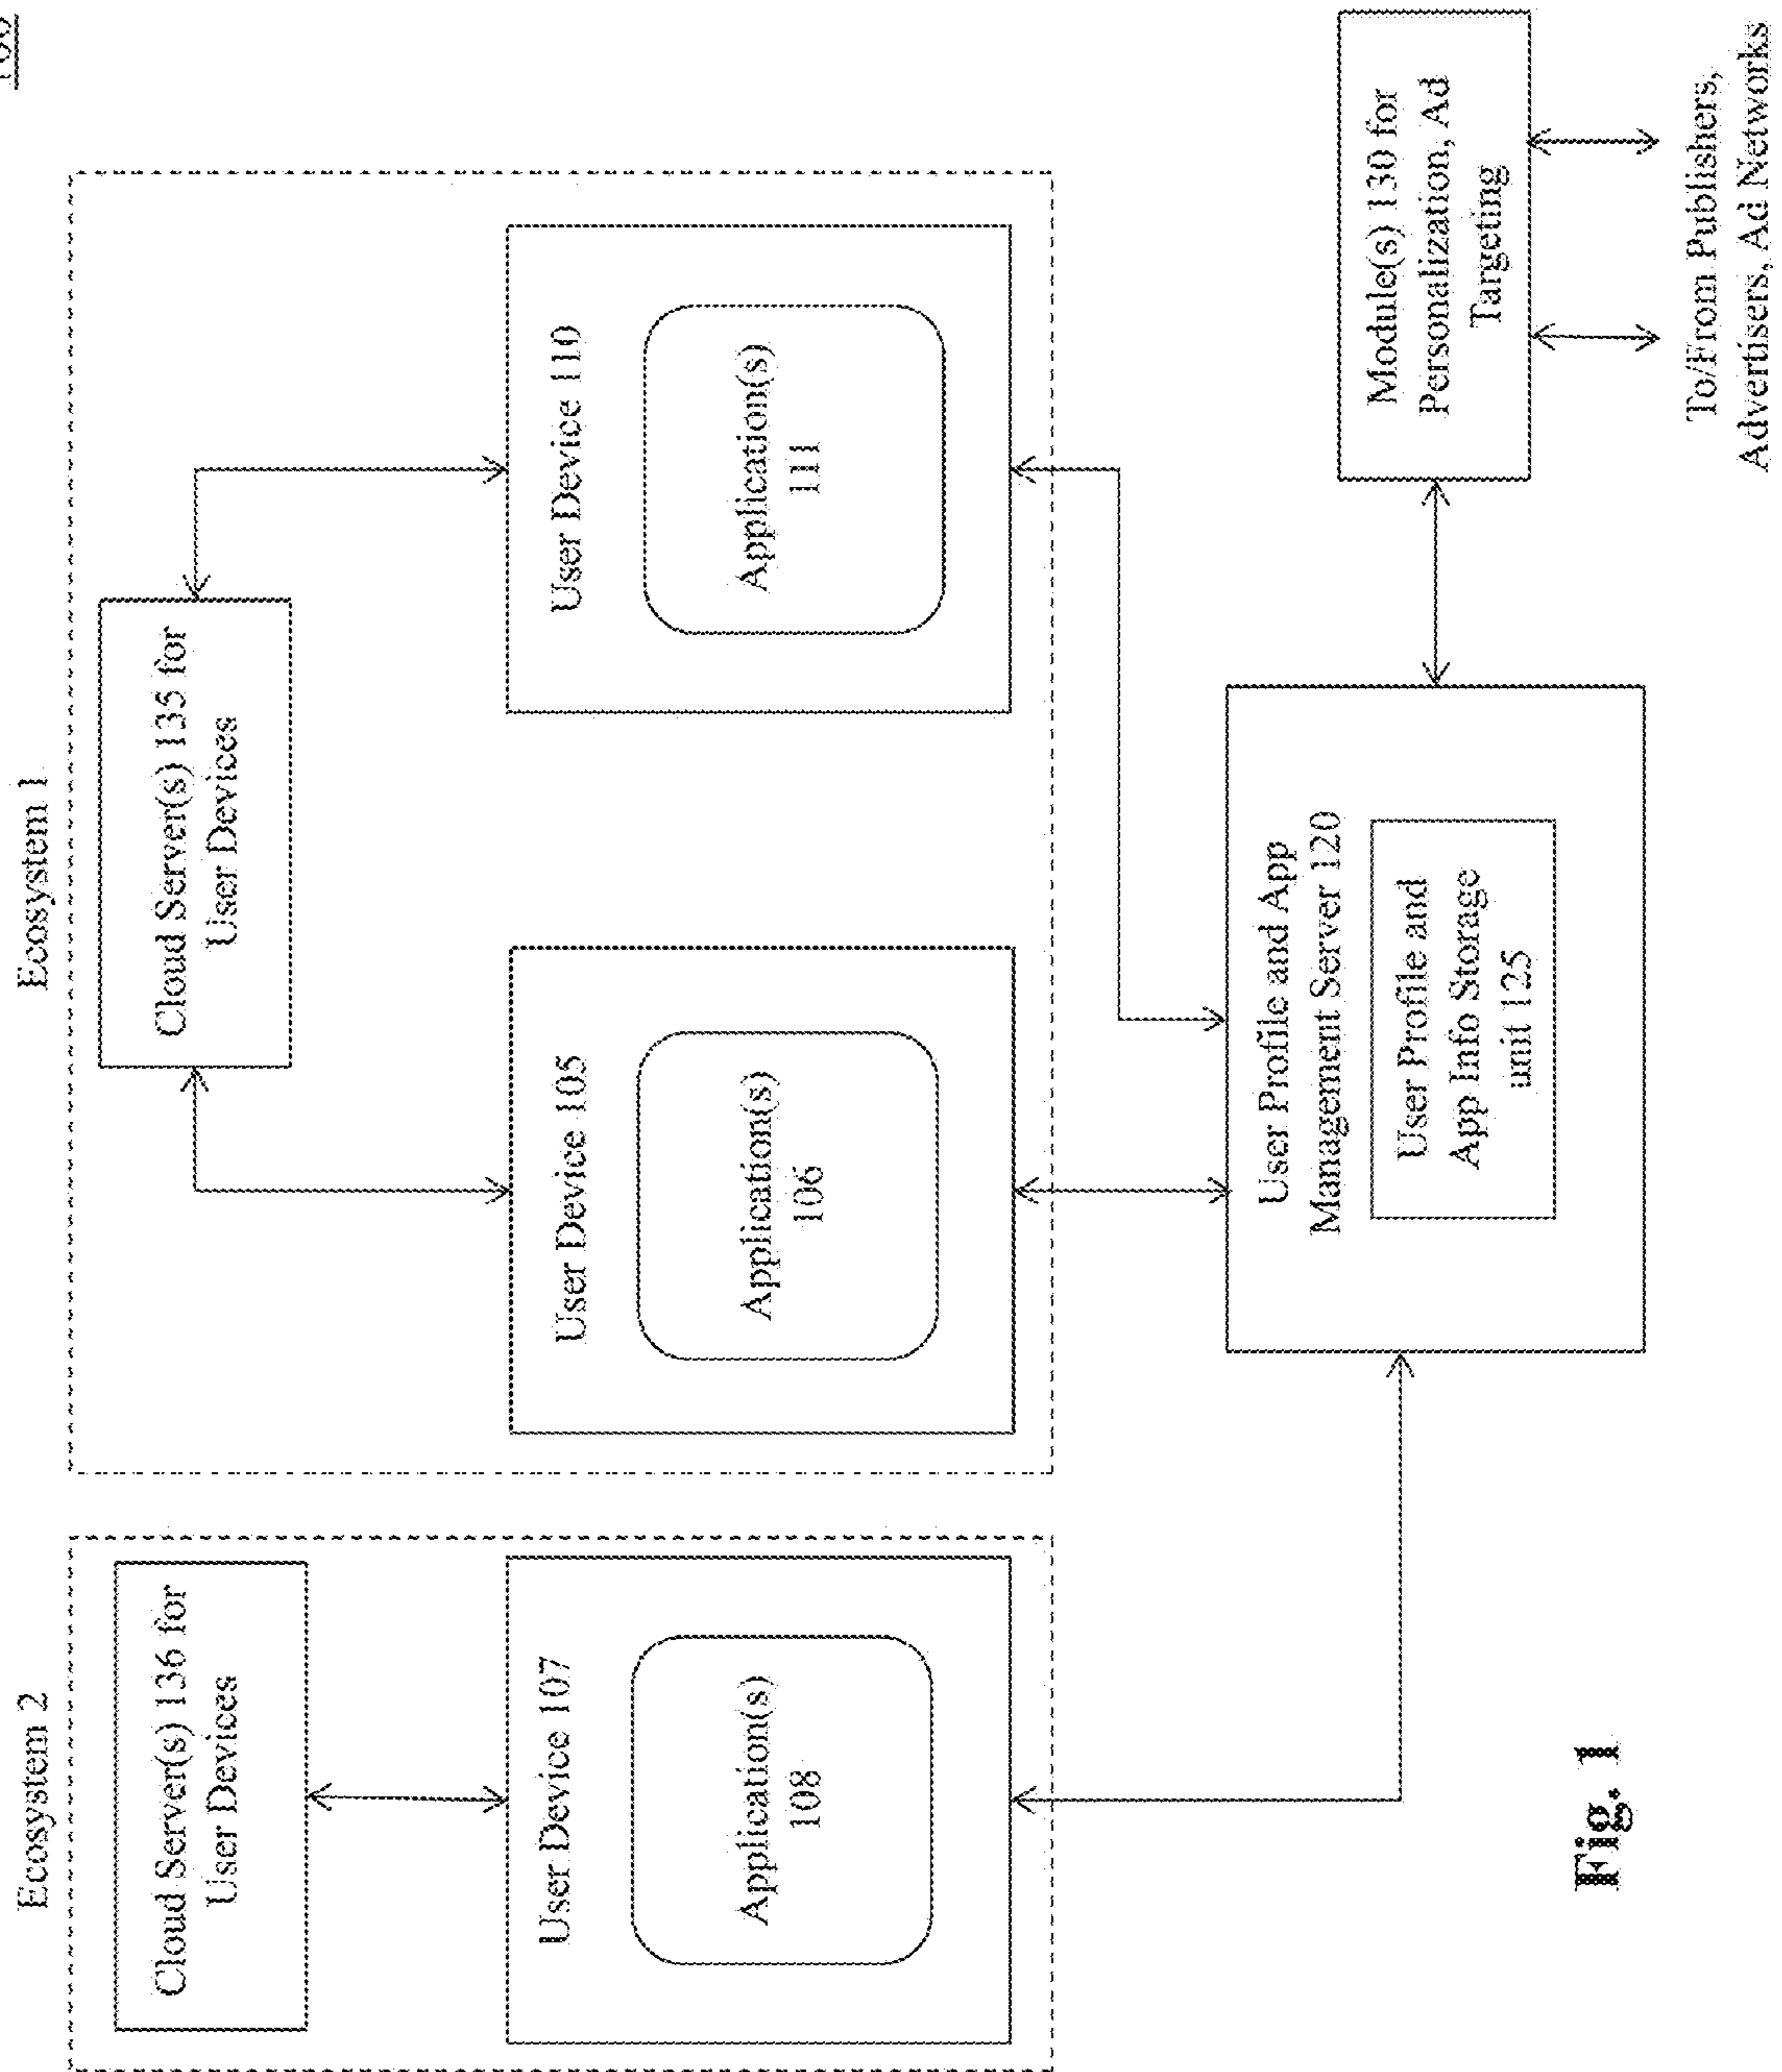 Ecosystem 2
Cloud Server(s) 136 for
User Devices
User Device 107
Application(s)
108
Ecosystem 1
Cloud Server(s) 135 for
User Devices
User Device 105
Application(s)
106
User Device 110
Application(s)
111
User Profile and App
Management Server 120
User Profile and
App Info Storage
unit 125
Module(s) 130 for
Personalization, Ad
Targeting
To/From Publishers,
Advertisers, Ad Networks
Fig. 1